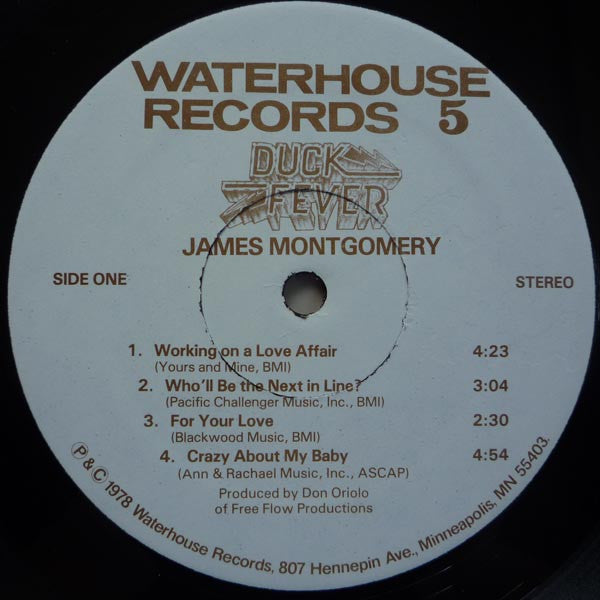 WATERHOUSE
RECORDS 5
DUCK
FEVER
JAMES MONTGOMERY
SIDE ONE
STEREO
1. Working on a Love Affair 4:23
(Yours and Mine, BMI)
2. Who'll Be the Next in Line? 3:04
(Pacific Challenger Music, Inc., BMI)
3. For Your Love 2:30
(Blackwood Music, BMI)
4. Crazy About My Baby 4:54
(Ann & Rachael Music, Inc., ASCAP)
Produced by Don Oriolo
of Free Flow Productions
℗ & © 1978 Waterhouse Records, 807 Hennepin Ave., Minneapolis, MN 55403.